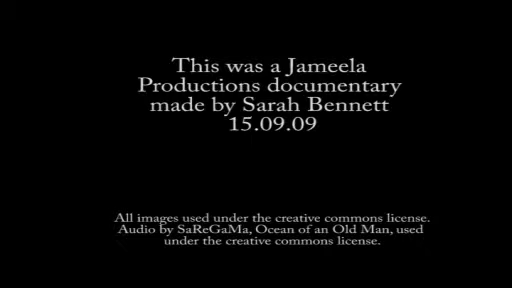 This was a Jameela
Productions documentary
made by Sarah Bennett
15.09.09
All images used under the creative commons license.
Audio by SaReGaMa, Ocean of an Old Man, used
under the creative commons license.